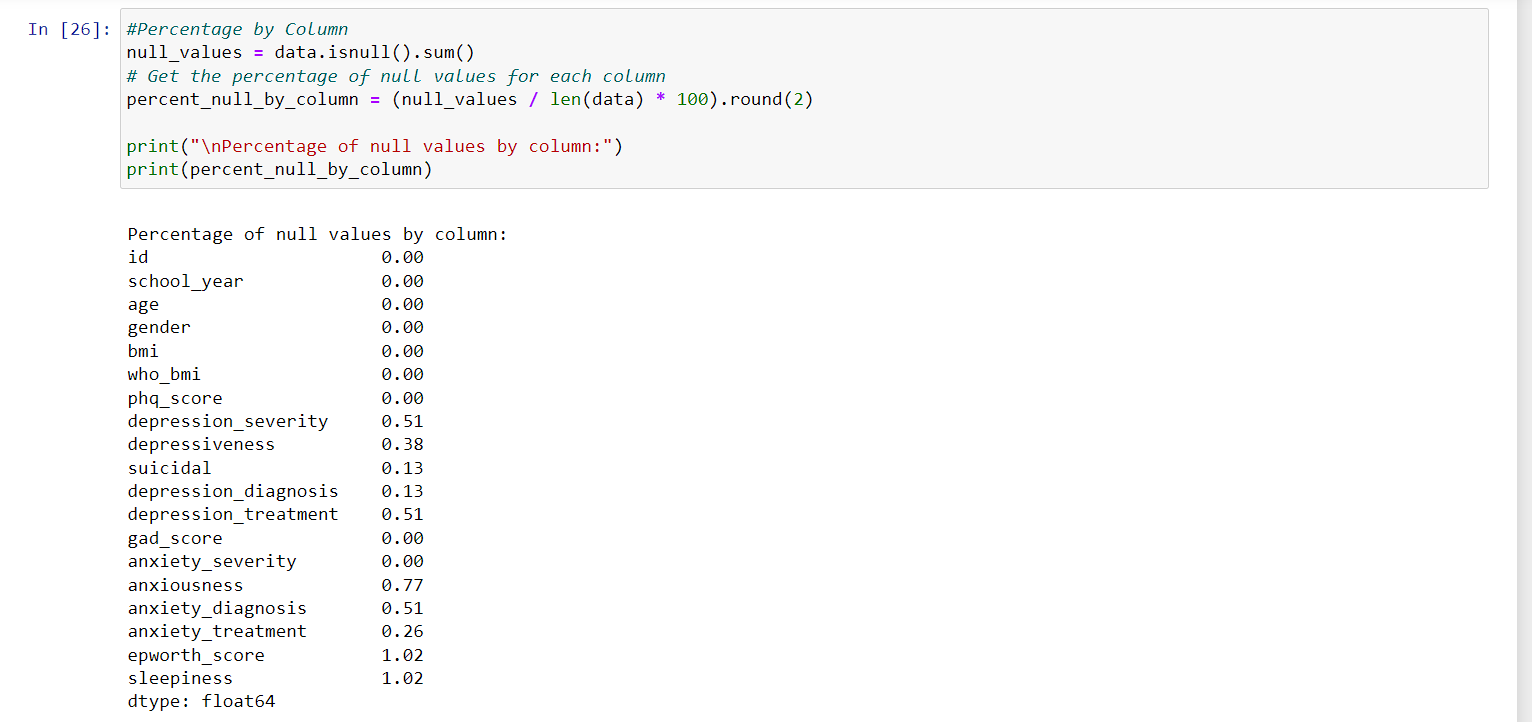 In [26]: #Percentage by Column
null_values = data.isnull().sum()
# Get the percentage of null values for each column
percent_null_by_column = (null_values / len(data) * 100).round(2)
print("\nPercentage of null values by column:")
print(percent_null_by_column)
Percentage of null values by column:
id 0.00
school_year 0.00
age 0.00
gender 0.00
bmi 0.00
who_bmi 0.00
phq_score 0.00
depression_severity 0.51
depressiveness 0.38
suicidal 0.13
depression_diagnosis 0.13
depression_treatment 0.51
gad_score 0.00
anxiety_severity 0.00
anxiousness 0.77
anxiety_diagnosis 0.51
anxiety_treatment 0.26
epworth_score 1.02
sleepiness 1.02
dtype: float64